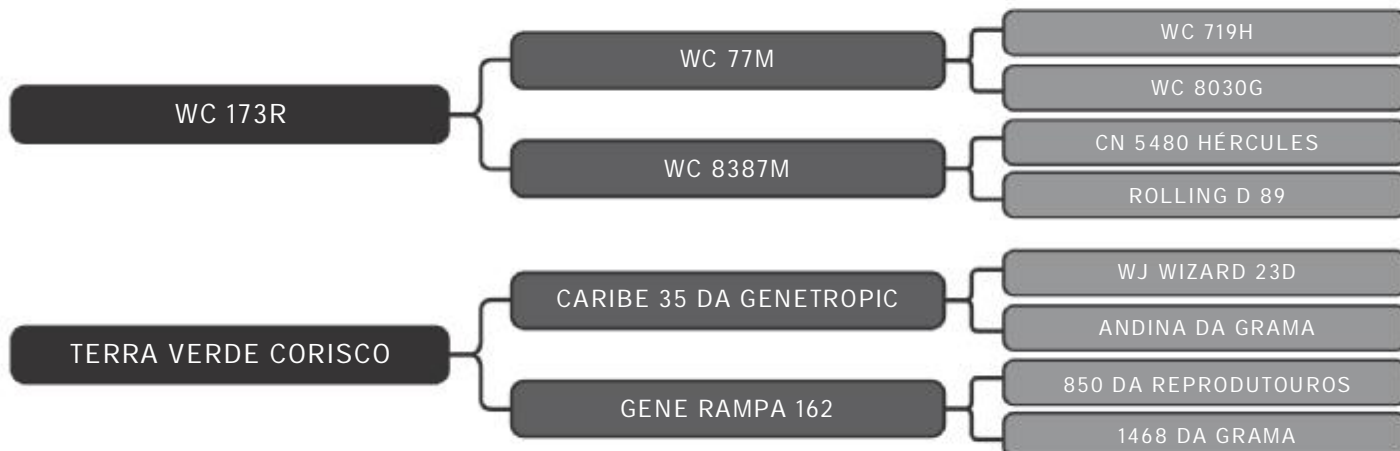 WC 173R
WC 77M
WC 719H
WC 8030G
WC 8387M
CN 5480 HÉRCULES
ROLLING D 89
TERRA VERDE CORISCO
CARIBE 35 DA GENETROPIC
WJ WIZARD 23D
ANDINA DA GRAMA
GENE RAMPA 162
850 DA REPRODUTOUROS
1468 DA GRAMA